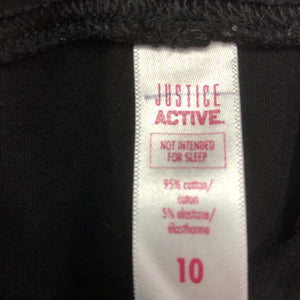 JUSTICE
ACTIVE.
NOT INTENDED
FOR SLEEP
95% cotton/
coton
5% elastane/
élasthanne
10